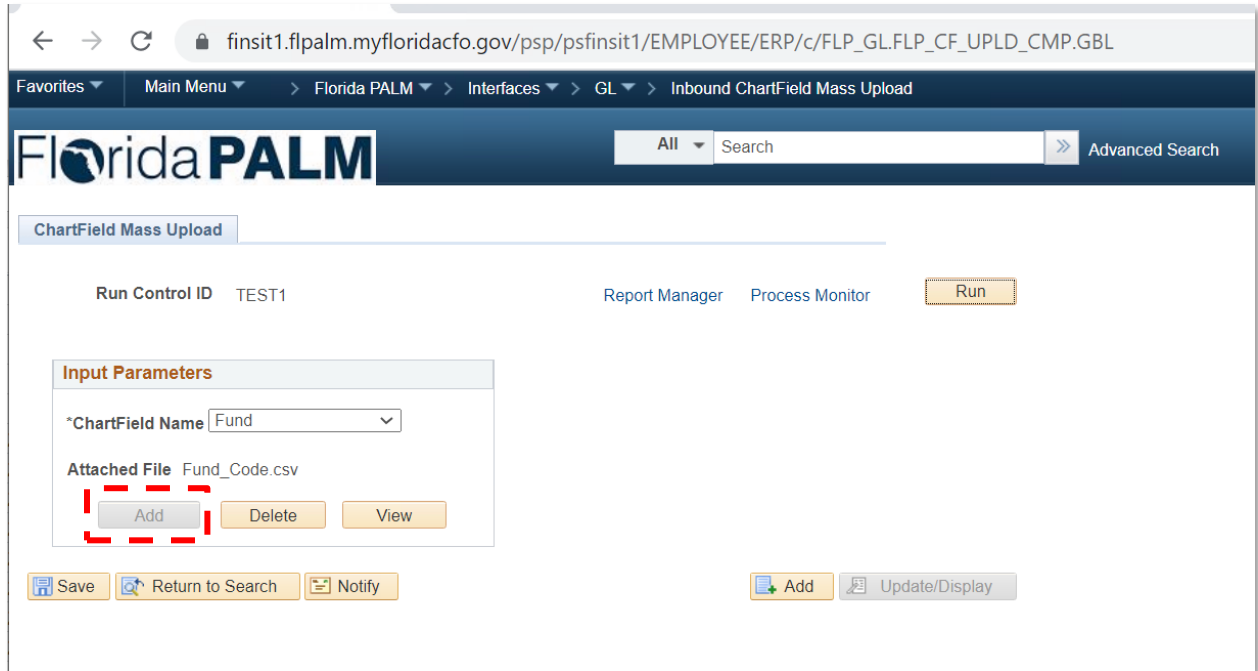 finsit1.flpalm.myfloridacfo.gov/psp/psfinsit1/EMPLOYEE/ERP/c/FLP_GL.FLP_CF_UPLD_CMP.GBL
Favorites Main Menu > Florida PALM > Interfaces > GL > Inbound ChartField Mass Upload
Florida PALM All Search Advanced Search
ChartField Mass Upload
Run Control ID TEST1 Report Manager Process Monitor Run
Input Parameters
*ChartField Name Fund
Attached File Fund_Code.csv
Add Delete View
Save Return to Search Notify Add Update/Display